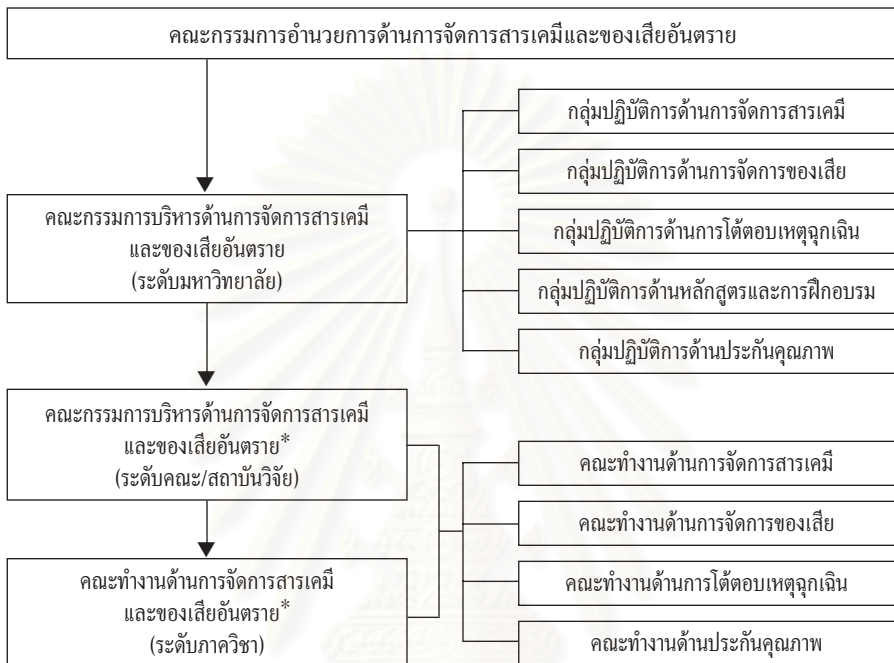 คณะกรรมการอำนวยการด้านการจัดการสารเคมีและของเสียอันตราย
คณะกรรมการบริหารด้านการจัดการสารเคมี
และของเสียอันตราย
(ระดับมหาวิทยาลัย)
กลุ่มปฏิบัติการด้านการจัดการสารเคมี
กลุ่มปฏิบัติการด้านการจัดการของเสีย
กลุ่มปฏิบัติการด้านการโต้ตอบเหตุฉุกเฉิน
กลุ่มปฏิบัติการด้านหลักสูตรและการฝึกอบรม
กลุ่มปฏิบัติการด้านประกันคุณภาพ
คณะกรรมการบริหารด้านการจัดการสารเคมี
และของเสียอันตราย*
(ระดับคณะ/สถาบันวิจัย)
คณะทำงานด้านการจัดการสารเคมี
และของเสียอันตราย*
(ระดับภาควิชา)
คณะทำงานด้านการจัดการสารเคมี
คณะทำงานด้านการจัดการของเสีย
คณะทำงานด้านการโต้ตอบเหตุฉุกเฉิน
คณะทำงานด้านประกันคุณภาพ